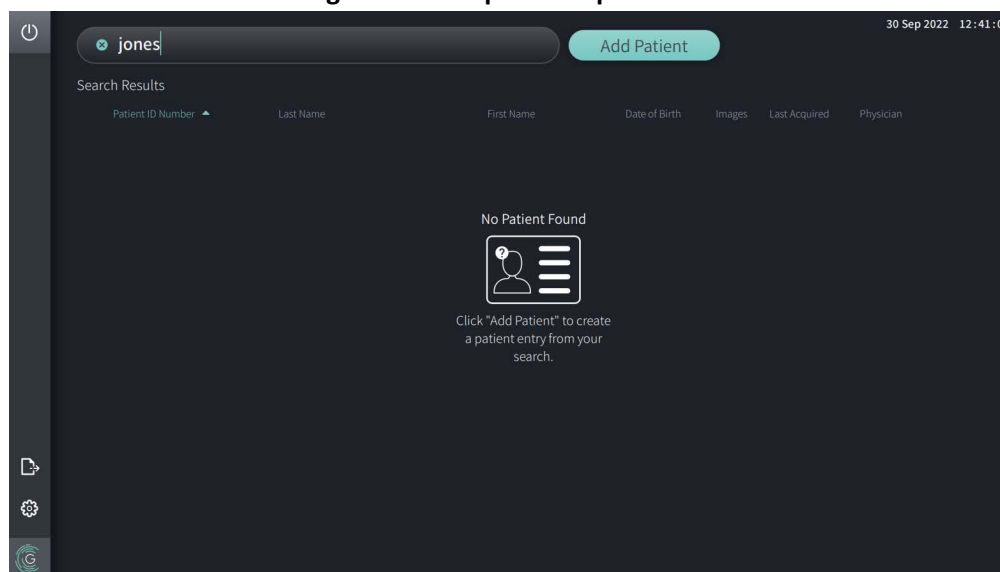 30 Sep 2022 12:41:0
jones
Add Patient
Search Results
Patient ID Number Last Name First Name Date of Birth Images Last Acquired Physician
No Patient Found
?
Click "Add Patient" to create
a patient entry from your
search.
G